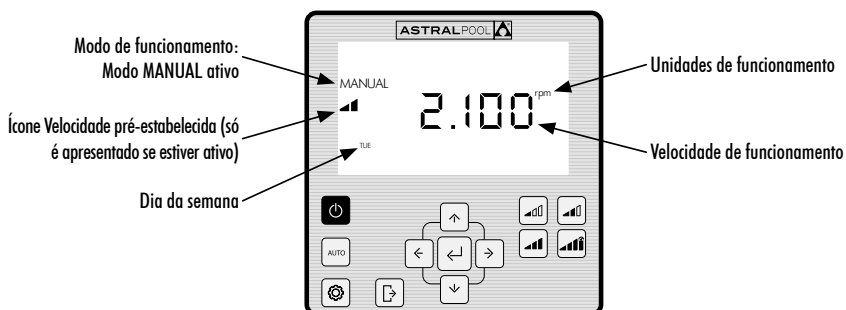 ASTRALPOOL
Modo de funcionamento:
Modo MANUAL ativo
Ícone Velocidade pré-estabelecida (só
é apresentado se estiver ativo)
Dia da semana
MANUAL
2.100 rpm
TUE
Unidades de funcionamento
Velocidade de funcionamento
AUTO